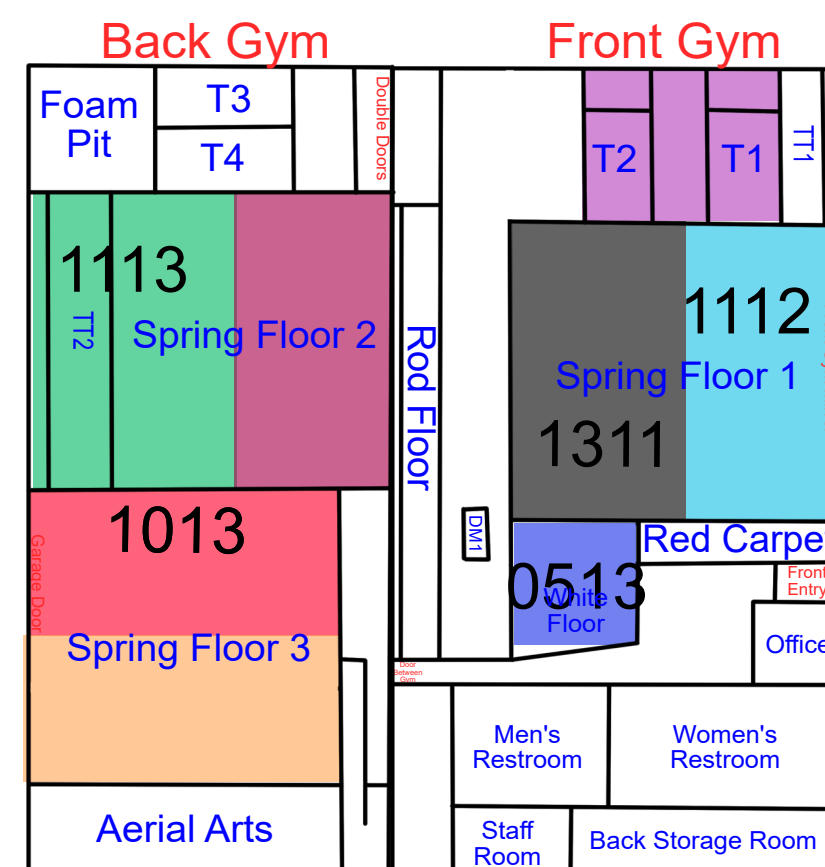 Back Gym
Front Gym
Foam
Pit
T3
T4
Double Doors
T2
T1
TT1
1113
TT2
Spring Floor 2
Rod Floor
1112
Spring Floor 1
1311
1013
Garage Door
Spring Floor 3
DM1
Red Carpe
0513
White
Floor
Front
Entry
Office
Door
Between
Gym
Men's
Restroom
Women's
Restroom
Aerial Arts
Staff
Room
Back Storage Room